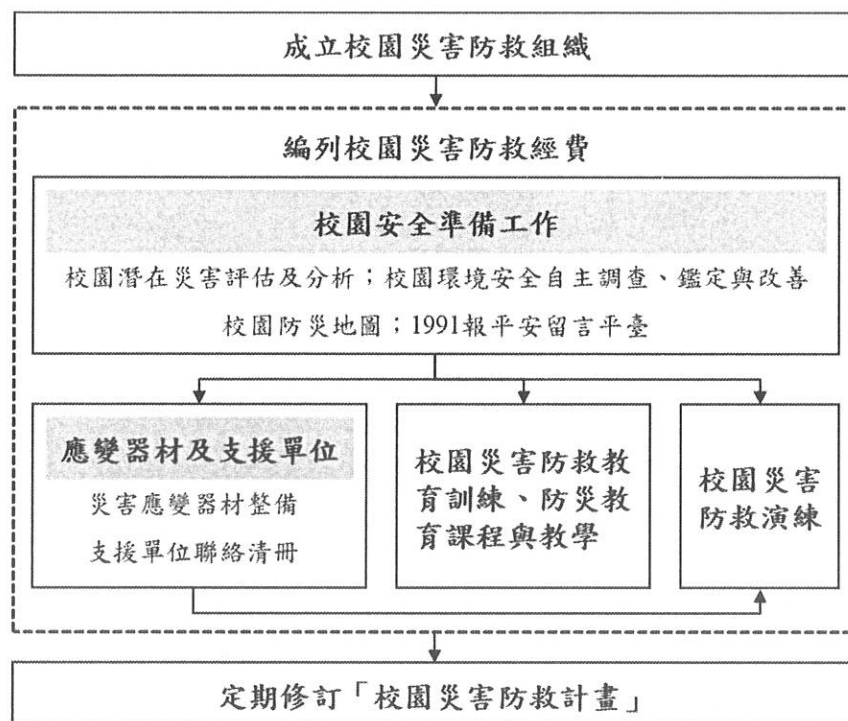 成立校園災害防救組織
編列校園災害防救經費
校園安全準備工作
校園潛在災害評估及分析；校園環境安全自主調查、鑑定與改善
校園防災地圖；1991報平安留言平臺
應變器材及支援單位
災害應變器材整備
支援單位聯絡清冊
校園災害防救教
育訓練、防災教
育課程與教學
校園災害
防救演練
定期修訂「校園災害防救計畫」